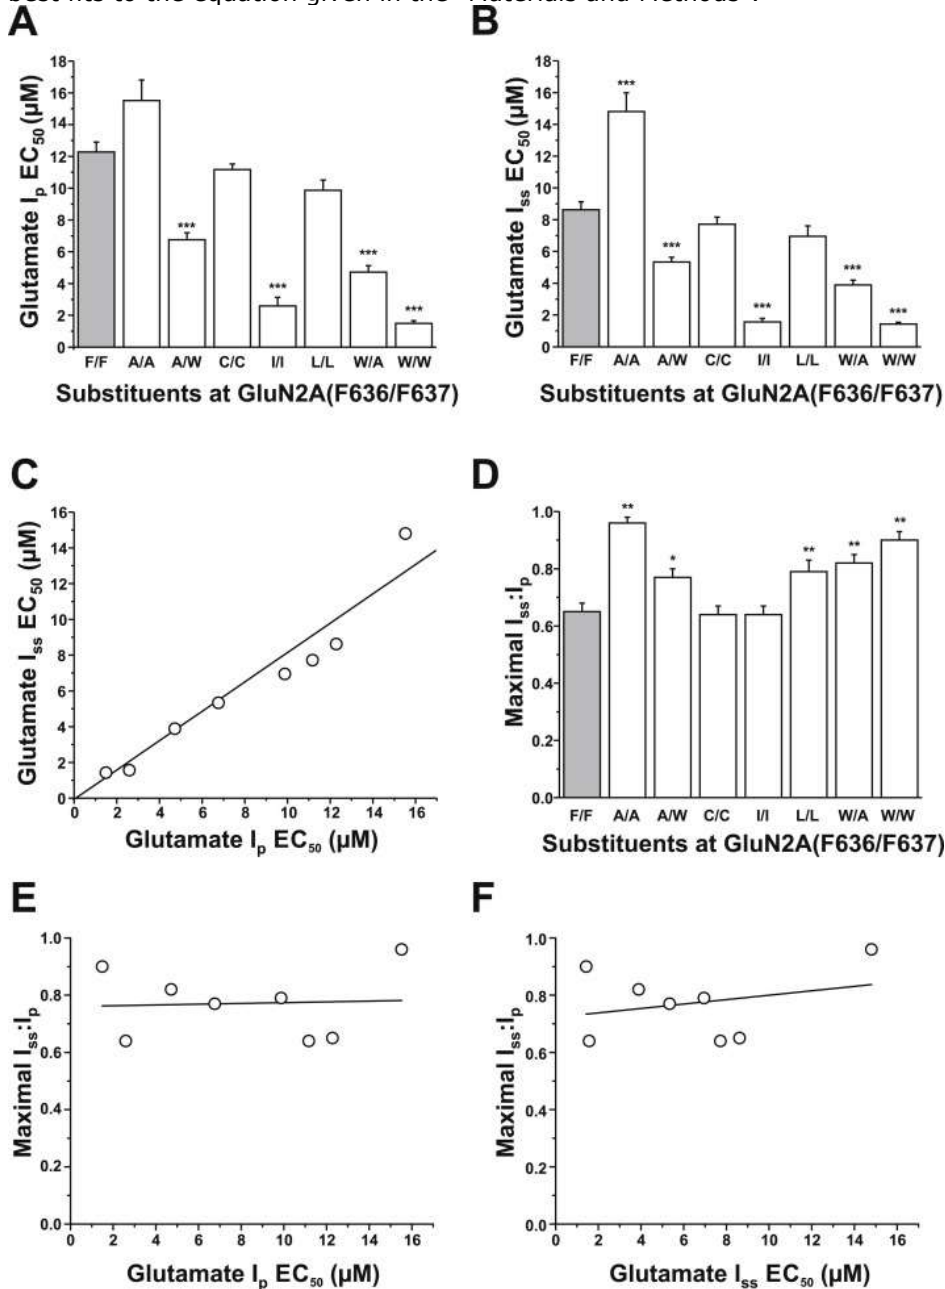 best fits to the equation given in the "Materials and Methods".
A
B
Glutamate Ip EC50 (µM)
18
16
14
12
10
8
6
4
2
0
***
***
***
***
F/F A/A A/W C/C I/I L/L W/A W/W
Substituents at GluN2A(F636/F637)
Glutamate Iss EC50 (µM)
18
16
14
12
10
8
6
4
2
0
***
***
***
***
***
F/F A/A A/W C/C I/I L/L W/A W/W
Substituents at GluN2A(F636/F637)
C
D
Glutamate Iss EC50 (µM)
16
14
12
10
8
6
4
2
0
0 2 4 6 8 10 12 14 16
Glutamate Ip EC50 (µM)
Maximal Iss:Ip
1.0
0.8
0.6
0.4
0.2
0.0
**
*
**
**
**
F/F A/A A/W C/C I/I L/L W/A W/W
Substituents at GluN2A(F636/F637)
E
F
Maximal Iss:Ip
1.0
0.8
0.6
0.4
0.2
0.0
0 2 4 6 8 10 12 14 16
Glutamate Ip EC50 (µM)
Maximal Iss:Ip
1.0
0.8
0.6
0.4
0.2
0.0
0 2 4 6 8 10 12 14 16
Glutamate Iss EC50 (µM)